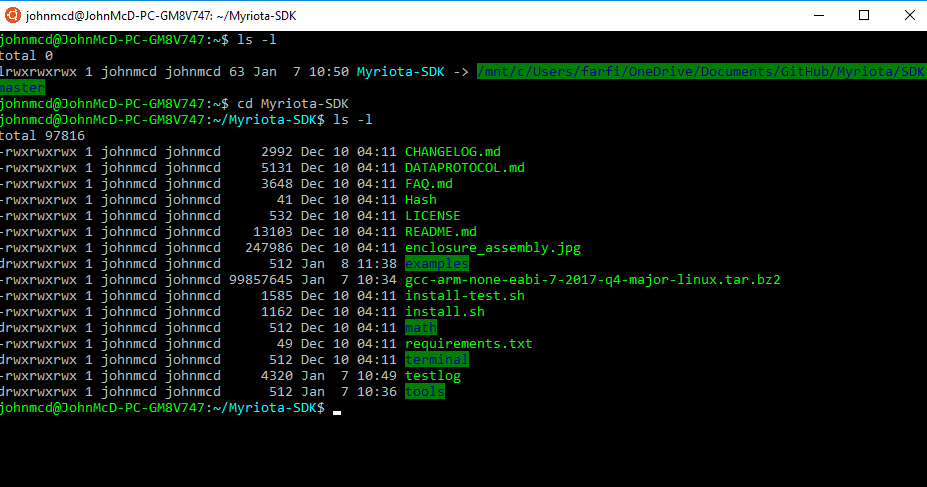 johnmcd@JohnMcD-PC-GM8V747: ~/Myriota-SDK
johnmcd@JohnMcD-PC-GM8V747:~$ ls -l
total 0
lrwxrwxrwx 1 johnmcd johnmcd 63 Jan  7 10:50 Myriota-SDK -> /mnt/c/Users/farfi/OneDrive/Documents/GitHub/Myriota/SDK-
master
johnmcd@JohnMcD-PC-GM8V747:~$ cd Myriota-SDK
johnmcd@JohnMcD-PC-GM8V747:~/Myriota-SDK$ ls -l
total 97816
-rwxrwxrwx 1 johnmcd johnmcd     2992 Dec 10 04:11 CHANGELOG.md
-rwxrwxrwx 1 johnmcd johnmcd     5131 Dec 10 04:11 DATAPROTOCOL.md
-rwxrwxrwx 1 johnmcd johnmcd     3648 Dec 10 04:11 FAQ.md
-rwxrwxrwx 1 johnmcd johnmcd       41 Dec 10 04:11 Hash
-rwxrwxrwx 1 johnmcd johnmcd      532 Dec 10 04:11 LICENSE
-rwxrwxrwx 1 johnmcd johnmcd    13103 Dec 10 04:11 README.md
-rwxrwxrwx 1 johnmcd johnmcd   247986 Dec 10 04:11 enclosure_assembly.jpg
drwxrwxrwx 1 johnmcd johnmcd      512 Jan  8 11:38 examples
-rwxrwxrwx 1 johnmcd johnmcd 99857645 Jan  7 10:34 gcc-arm-none-eabi-7-2017-q4-major-linux.tar.bz2
-rwxrwxrwx 1 johnmcd johnmcd     1585 Dec 10 04:11 install-test.sh
-rwxrwxrwx 1 johnmcd johnmcd     1162 Dec 10 04:11 install.sh
drwxrwxrwx 1 johnmcd johnmcd      512 Dec 10 04:11 math
-rwxrwxrwx 1 johnmcd johnmcd       49 Dec 10 04:11 requirements.txt
drwxrwxrwx 1 johnmcd johnmcd      512 Dec 10 04:11 terminal
-rwxrwxrwx 1 johnmcd johnmcd     4320 Jan  7 10:49 testlog
drwxrwxrwx 1 johnmcd johnmcd      512 Jan  7 10:36 tools
johnmcd@JohnMcD-PC-GM8V747:~/Myriota-SDK$